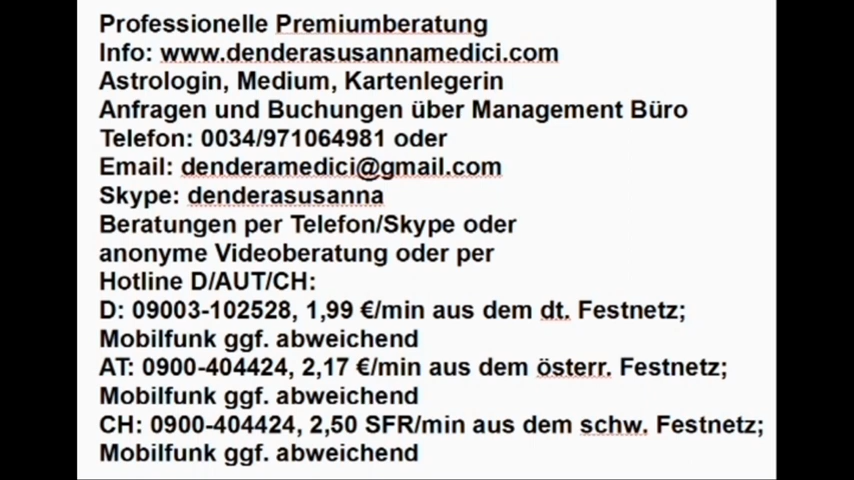 Professionelle Premiumberatung
Info: www.denderasusannamedici.com
Astrologin, Medium, Kartenlegerin
Anfragen und Buchungen über Management Büro
Telefon: 0034/971064981 oder
Email: denderamedici@gmail.com
Skype: denderasusanna
Beratungen per Telefon/Skype oder
anonyme Videoberatung oder per
Hotline D/AUT/CH:
D: 09003-102528, 1,99 €/min aus dem dt. Festnetz;
Mobilfunk ggf. abweichend
AT: 0900-404424, 2,17 €/min aus dem österr. Festnetz;
Mobilfunk ggf. abweichend
CH: 0900-404424, 2,50 SFR/min aus dem schw. Festnetz;
Mobilfunk ggf. abweichend